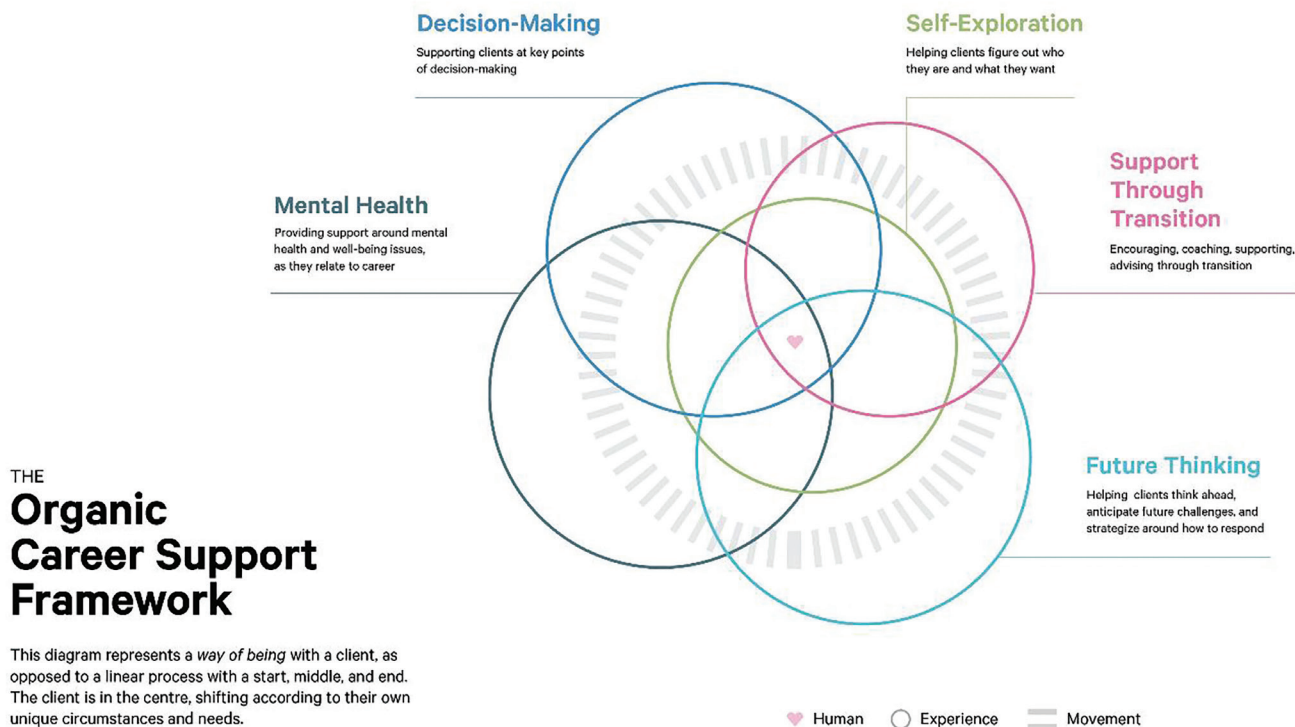 Decision-Making
Supporting clients at key points
of decision-making
Self-Exploration
Helping clients figure out who
they are and what they want
Support
Through
Transition
Encouraging, coaching, supporting,
advising through transition
Mental Health
Providing support around mental
health and well-being issues,
as they relate to career
Future Thinking
Helping clients think ahead,
anticipate future challenges, and
strategize around how to respond
THE
Organic
Career Support
Framework
This diagram represents a way of being with a client, as
opposed to a linear process with a start, middle, and end.
The client is in the centre, shifting according to their own
unique circumstances and needs.
Human Experience Movement